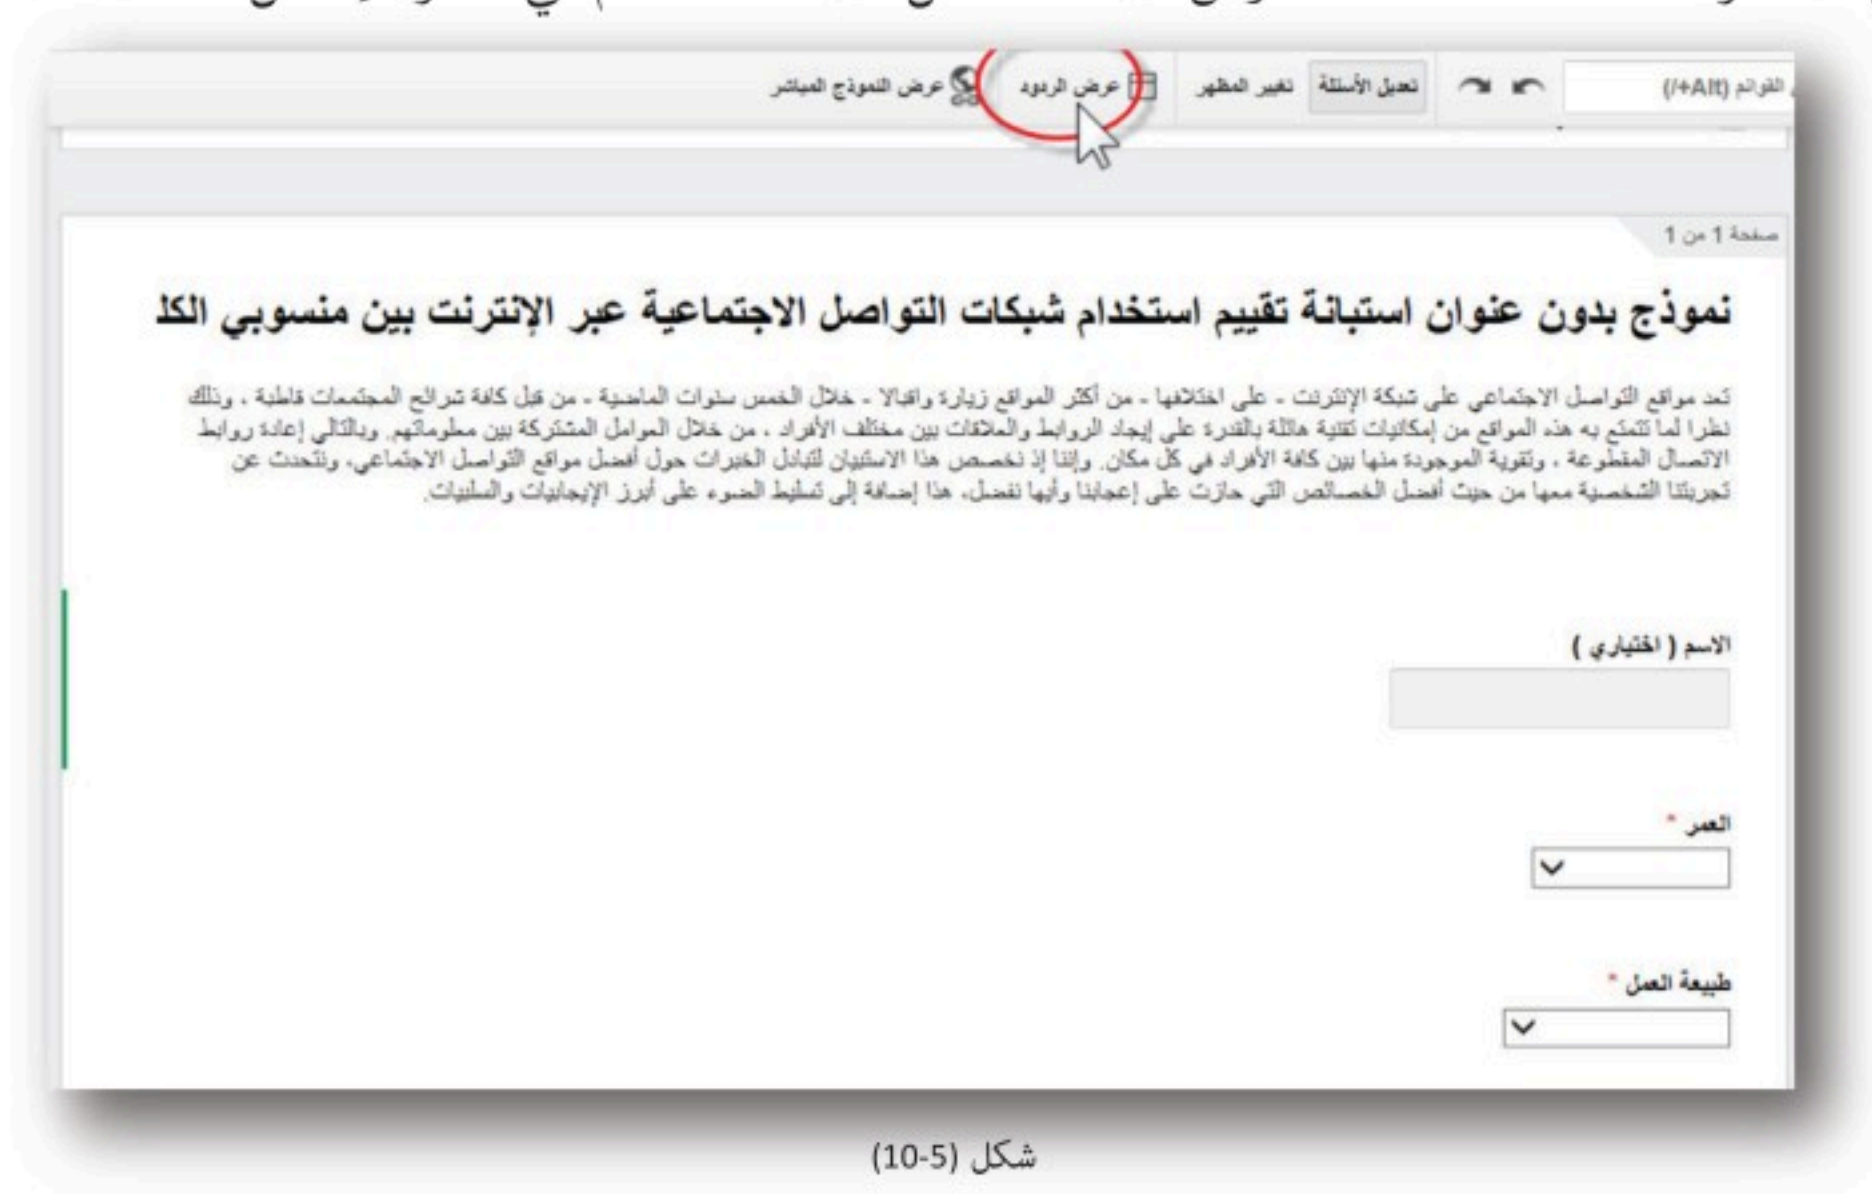 القوائم (Alt+/)
تعديل الأسئلة
تغيير المظهر
عرض الردود
عرض النموذج المباشر
صفحة 1 من 1
نموذج بدون عنوان استبانة تقييم استخدام شبكات التواصل الاجتماعية عبر الإنترنت بين منسوبي الكل
تعد مواقع التواصل الاجتماعي على شبكة الإنترنت - على اختلافها - من أكثر المواقع زيارة واقبالا - خلال الخمس سنوات الماضية - من قبل كافة شرائح المجتمعات قاطبة ، وذلك
نظرا لما تتمتع به هذه المواقع من إمكانيات تقنية هائلة بالقدرة على إيجاد الروابط والعلاقات بين مختلف الأفراد ، من خلال العوامل المشتركة بين معلوماتهم. وبالتالي إعادة روابط
الاتصال المقطوعة ، وتقوية الموجودة منها بين كافة الأفراد في كل مكان. وإننا إذ نخصص هذا الاستبيان لتبادل الخبرات حول أفضل مواقع التواصل الاجتماعي، ونتحدث عن
تجربتنا الشخصية معها من حيث أفضل الخصائص التي حازت على إعجابنا وأيها نفضل، هذا إضافة إلى تسليط الضوء على أبرز الإيجابيات والسلبيات.
الاسم ( اختياري )
العمر *
طبيعة العمل *
شكل (5-10)